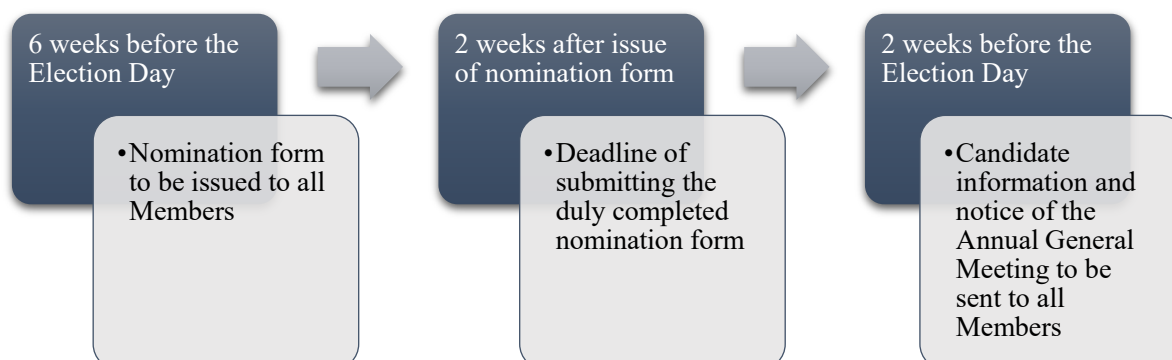 6 weeks before the
Election Day
•Nomination form
to be issued to all
Members
2 weeks after issue
of nomination form
•Deadline of
submitting the
duly completed
nomination form
2 weeks before the
Election Day
•Candidate
information and
notice of the
Annual General
Meeting to be
sent to all
Members